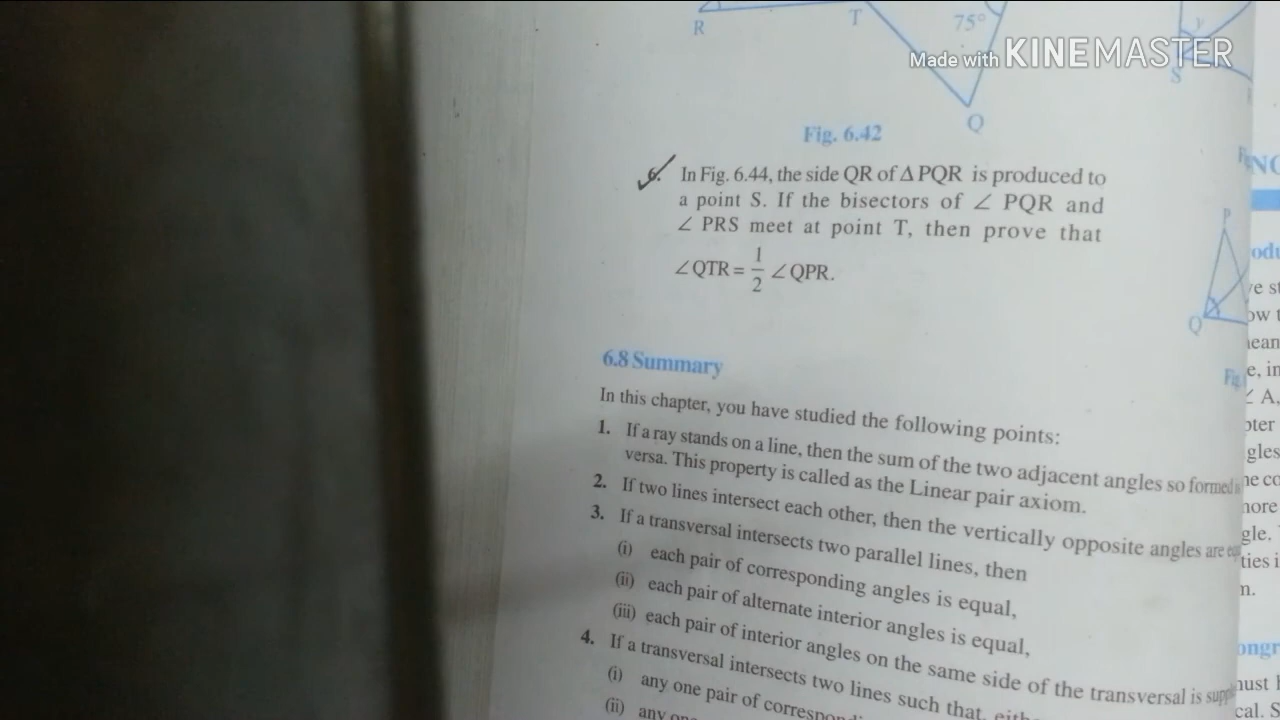 R
T
75°
y
Made with KINEMASTER
S
Q
Fig. 6.42
6. In Fig. 6.44, the side QR of Δ PQR is produced to
a point S. If the bisectors of ∠ PQR and
∠ PRS meet at point T, then prove that
∠QTR = 1/2 ∠QPR.
P
Q
6.8 Summary
Fig.
In this chapter, you have studied the following points:
1. If a ray stands on a line, then the sum of the two adjacent angles so formed
versa. This property is called as the Linear pair axiom.
2. If two lines intersect each other, then the vertically opposite angles are
3. If a transversal intersects two parallel lines, then
(i) each pair of corresponding angles is equal,
(ii) each pair of alternate interior angles is equal,
(iii) each pair of interior angles on the same side of the transversal is
4. If a transversal intersects two lines such that,
(i) any one pair of
(ii) any